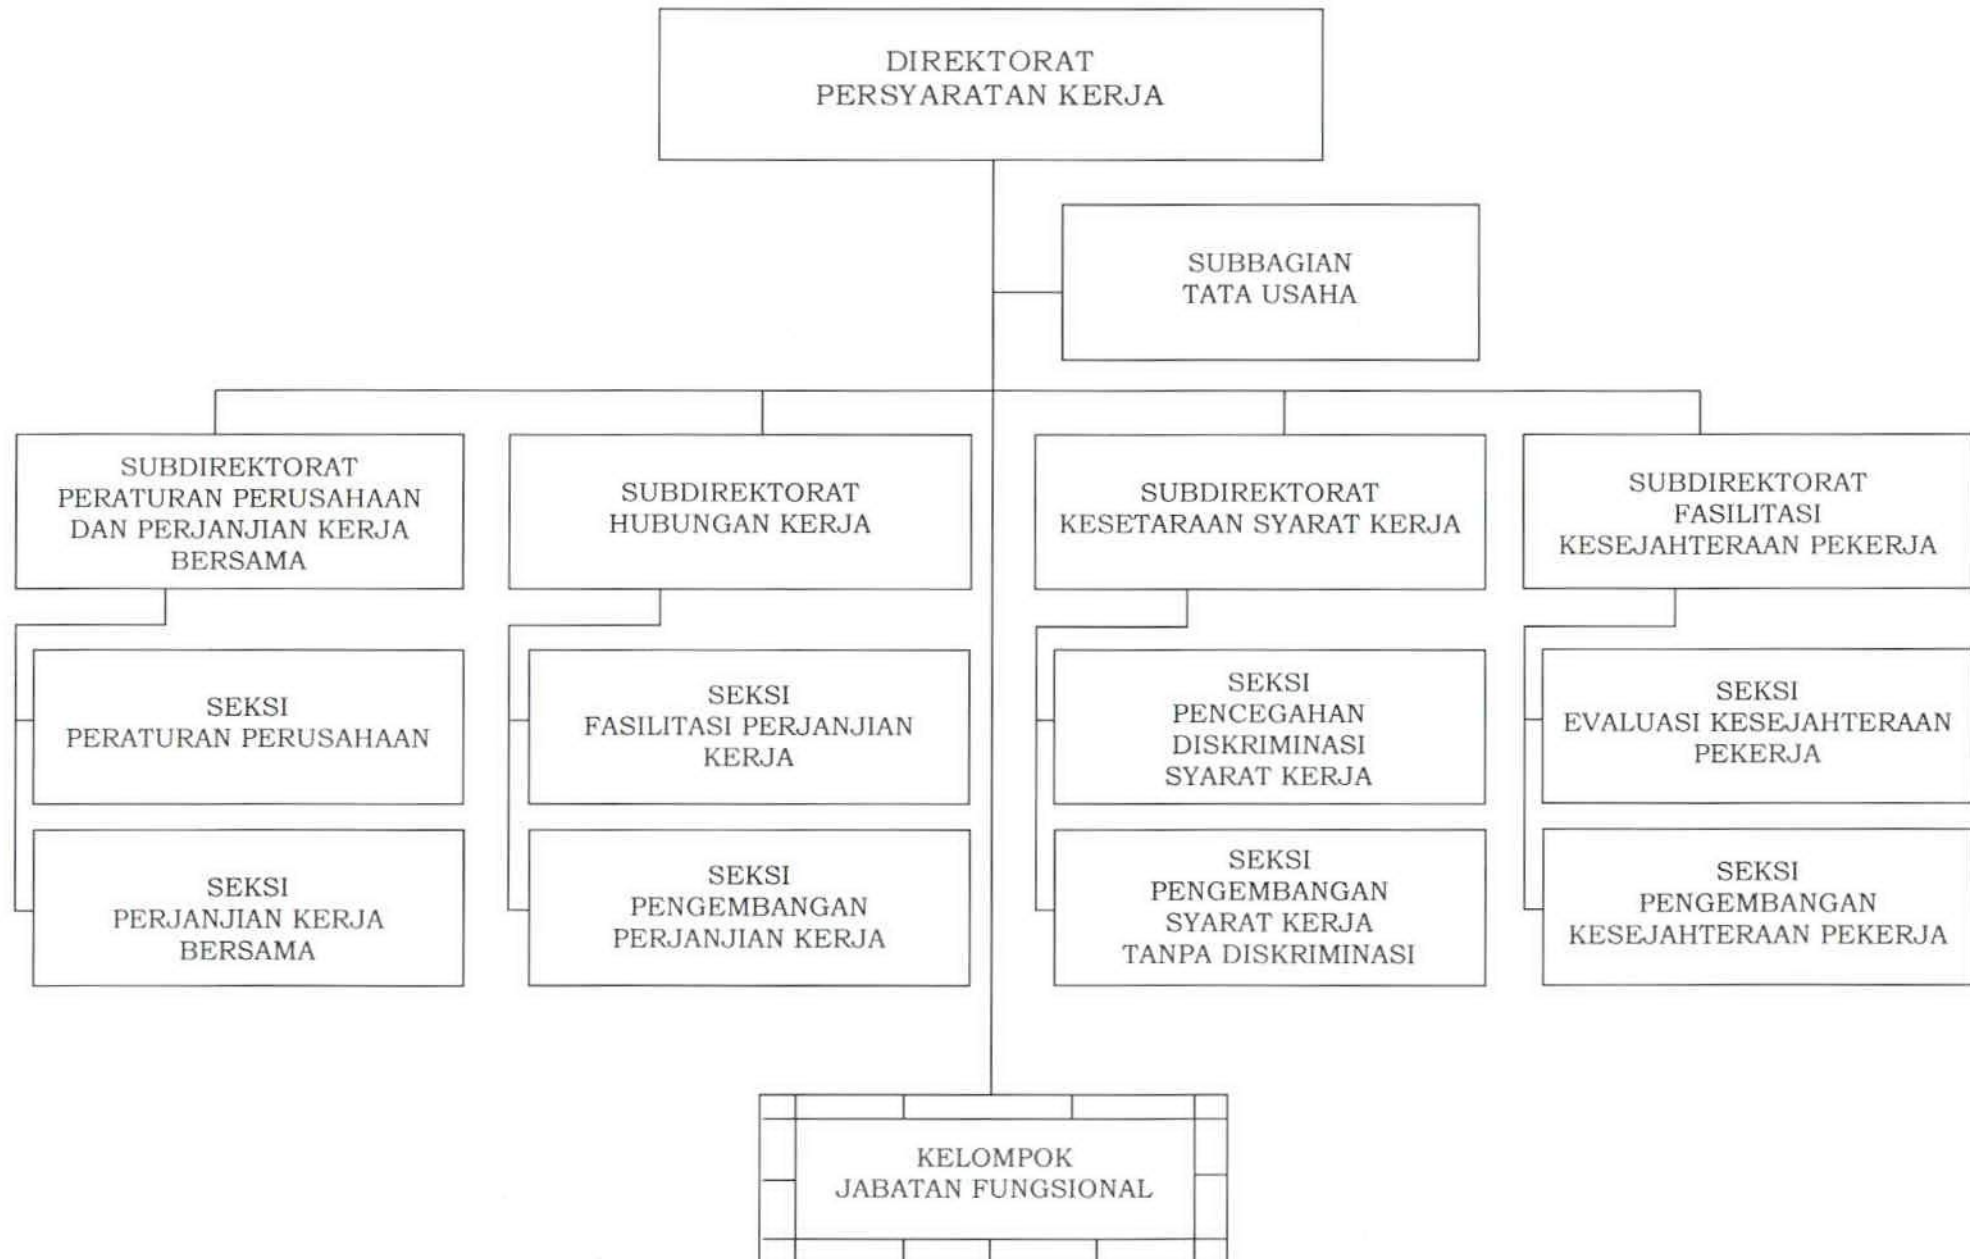 DIREKTORAT
PERSYARATAN KERJA
SUBBAGIAN
TATA USAHA
SUBDIREKTORAT
PERATURAN PERUSAHAAN
DAN PERJANJIAN KERJA
BERSAMA
SUBDIREKTORAT
HUBUNGAN KERJA
SUBDIREKTORAT
KESETARAAN SYARAT KERJA
SUBDIREKTORAT
FASILITASI
KESEJAHTERAAN PEKERJA
SEKSI
PERATURAN PERUSAHAAN
SEKSI
FASILITASI PERJANJIAN
KERJA
SEKSI
PENCEGAHAN
DISKRIMINASI
SYARAT KERJA
SEKSI
EVALUASI KESEJAHTERAAN
PEKERJA
SEKSI
PERJANJIAN KERJA
BERSAMA
SEKSI
PENGEMBANGAN
PERJANJIAN KERJA
SEKSI
PENGEMBANGAN
SYARAT KERJA
TANPA DISKRIMINASI
SEKSI
PENGEMBANGAN
KESEJAHTERAAN PEKERJA
KELOMPOK
JABATAN FUNGSIONAL